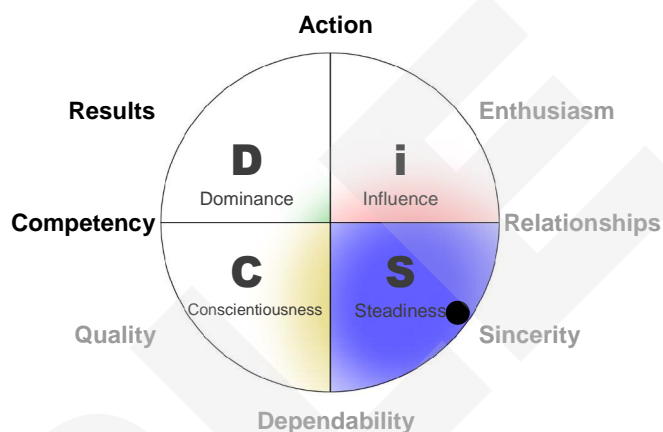 Action
Results
Enthusiasm
D
i
Dominance
Influence
Competency
Relationships
C
S
Conscientiousness
Steadiness
Quality
Sincerity
Dependability